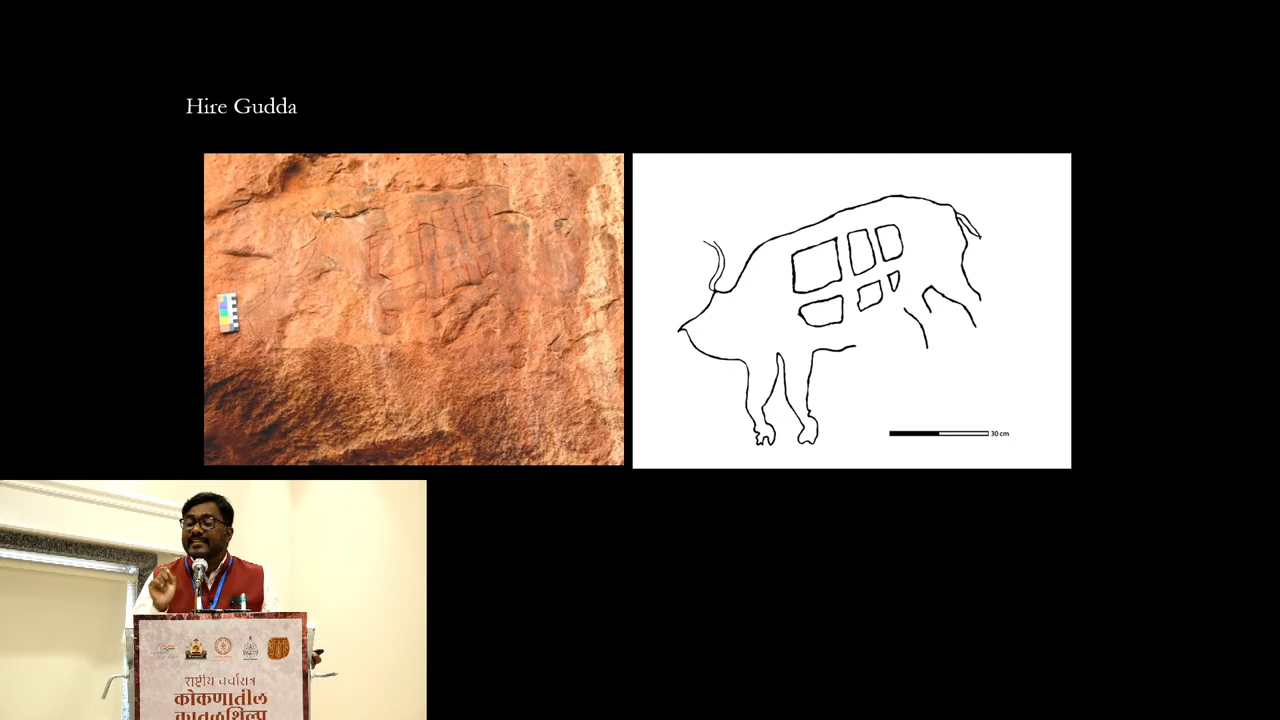 Hire Gudda
30 cm
राष्ट्रीय चर्चासत्र
कोकणातील
कातळशिल्प